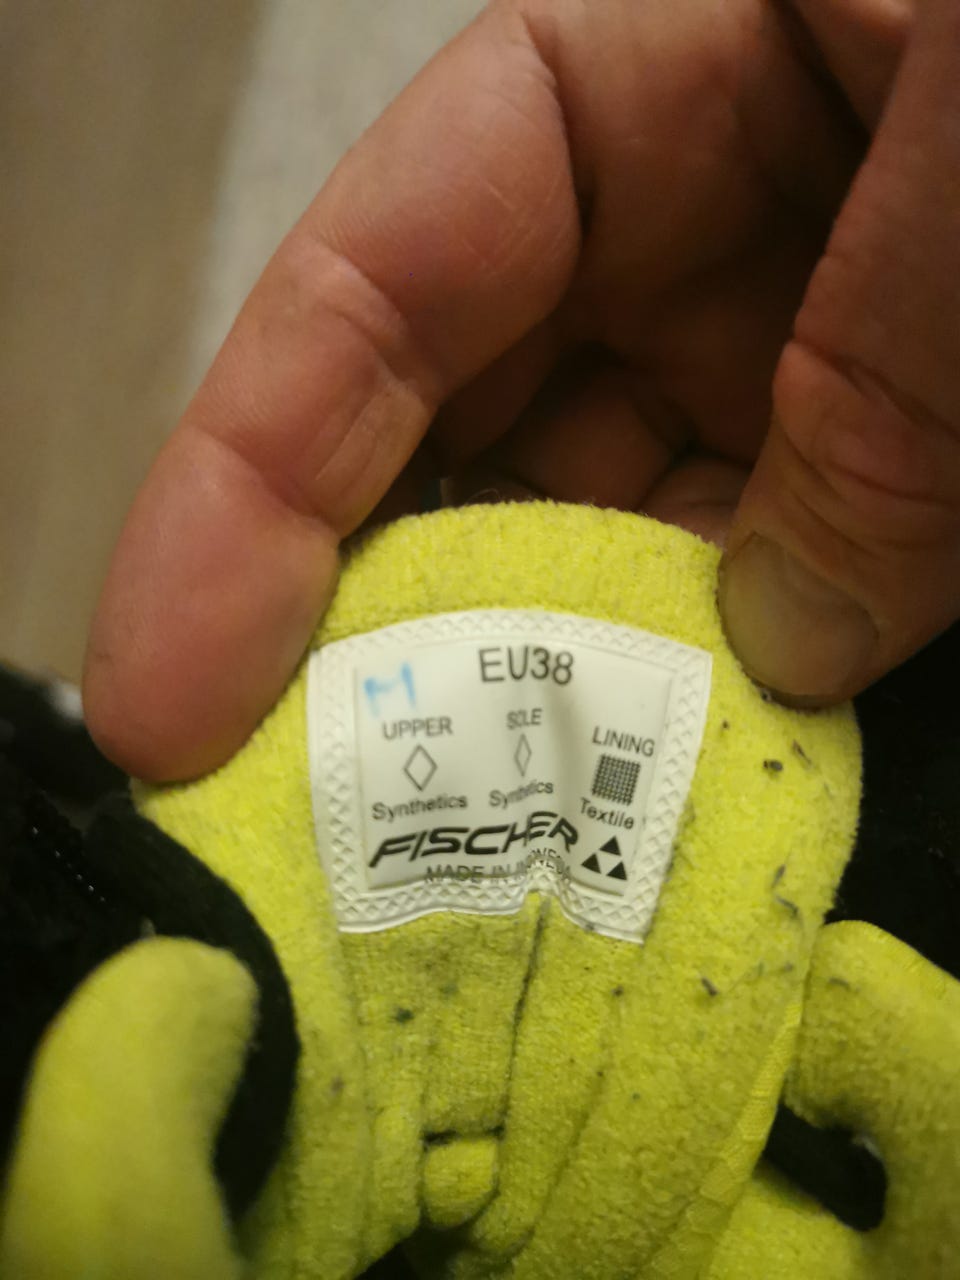 EU38
M
UPPER SOLE LINING
Synthetics Synthetics Textile
FISCHER
MADE IN